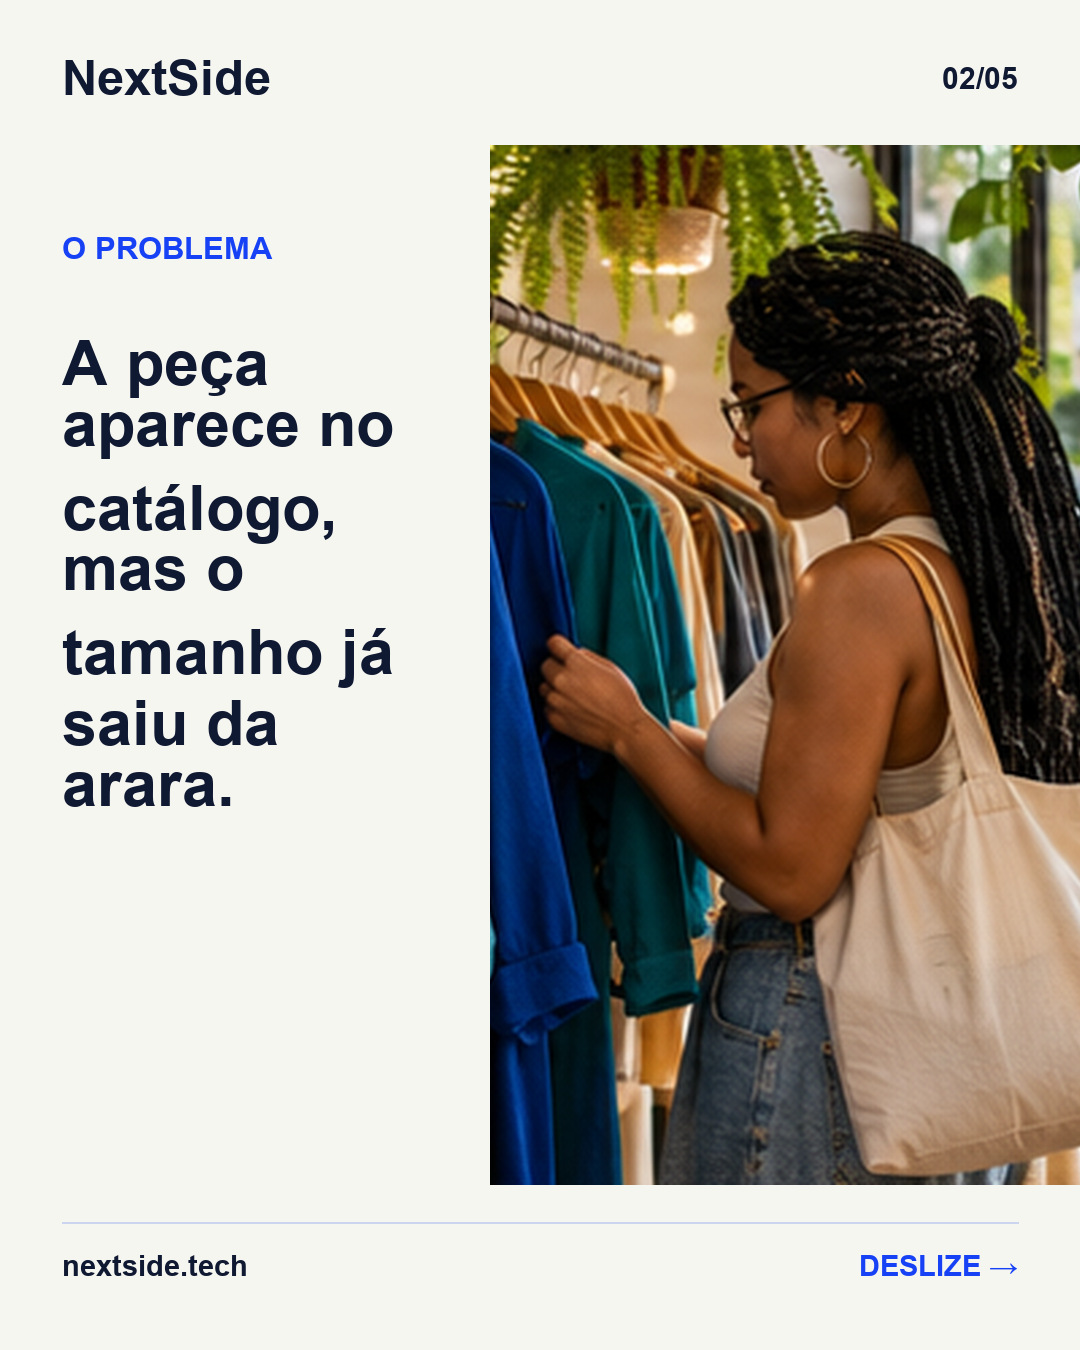 NextSide
02/05
O PROBLEMA
A peça
aparece no
catálogo,
mas o
tamanho já
saiu da
arara.
nextside.tech
DESLIZE →